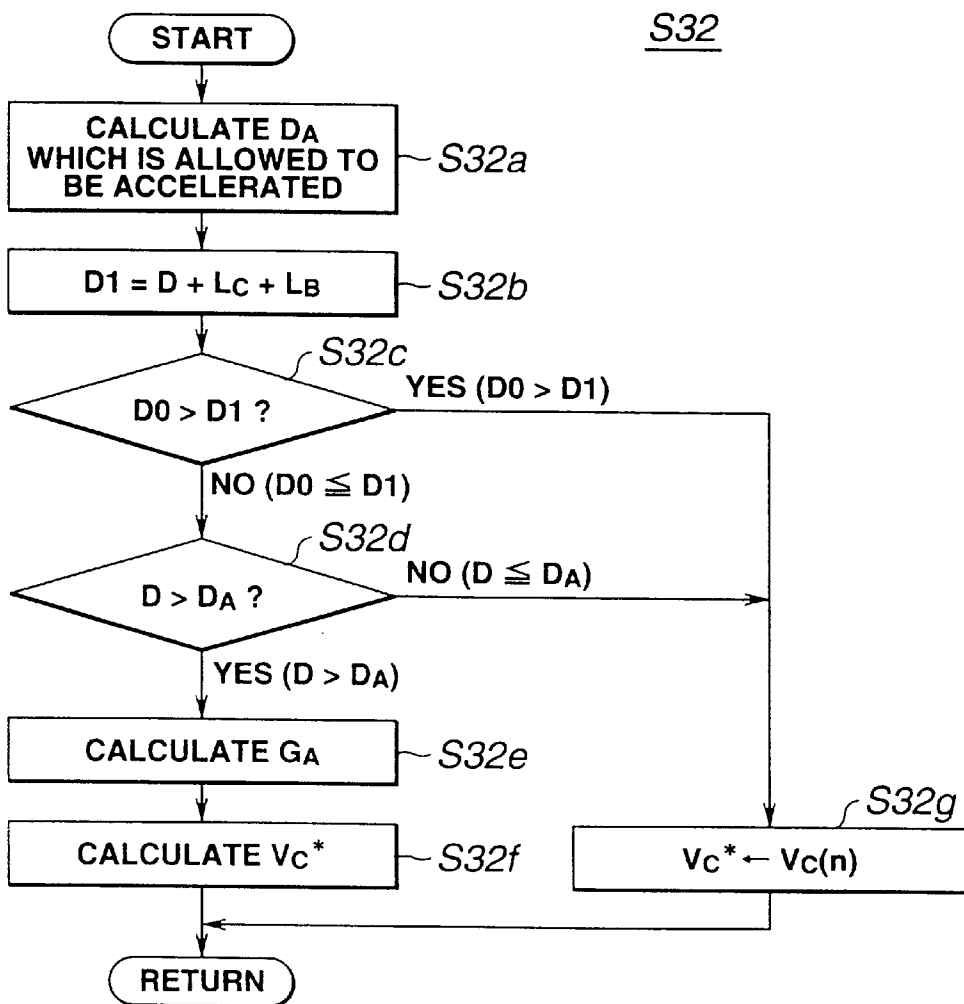 START
S32
CALCULATE DA
WHICH IS ALLOWED TO
BE ACCELERATED
S32a
D1 = D + LC + LB
S32b
S32c
D0 > D1 ?
YES (D0 > D1)
NO (D0 ≦ D1)
S32d
D > DA ?
NO (D ≦ DA)
YES (D > DA)
CALCULATE GA
S32e
CALCULATE VC*
S32f
S32g
VC* ← VC(n)
RETURN